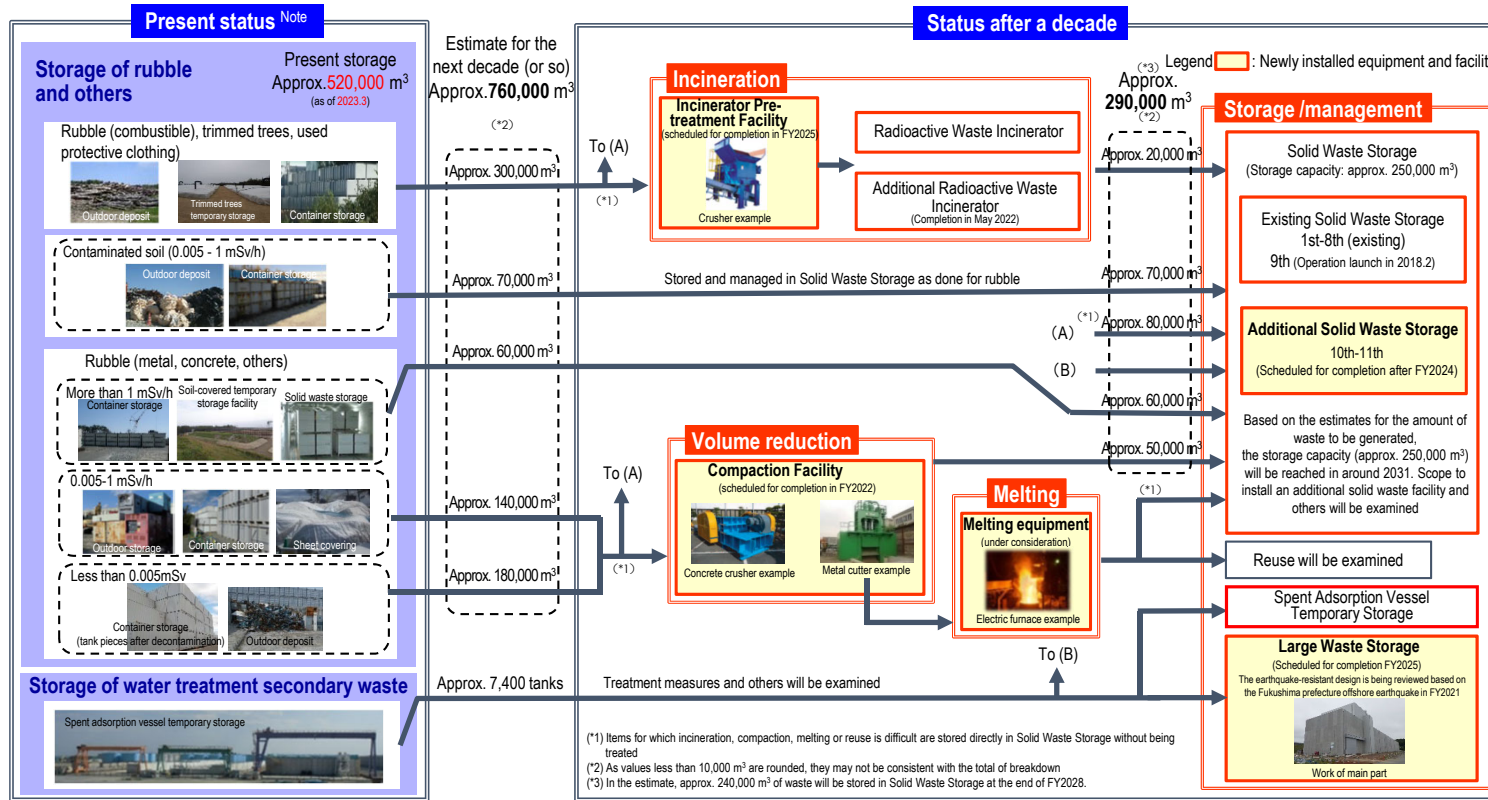 Present status Note
Storage of rubble
and others
Present storage
Approx.520,000 m3
(as of 2023.3)
Rubble (combustible), trimmed trees, used
protective clothing)
Outdoor deposit
Trimmed trees
temporary storage
Container storage
Contaminated soil (0.005 - 1 mSv/h)
Outdoor deposit
Container storage
Rubble (metal, concrete, others)
More than 1 mSv/h
Container storage
Soil-covered temporary
storage facility
Solid waste storage
0.005-1 mSv/h
Outdoor storage
Container storage
Sheet covering
Less than 0.005mSv
Container storage
(tank pieces after decontamination)
Outdoor deposit
Storage of water treatment secondary waste
Spent adsorption vessel temporary storage
Estimate for the
next decade (or so)
Approx.760,000 m3
(*2)
Approx. 300,000 m3
Approx. 70,000 m3
Approx. 60,000 m3
Approx. 140,000 m3
Approx. 180,000 m3
Approx. 7,400 tanks
Status after a decade
Legend : Newly installed equipment and facilit
To (A)
(*1)
Incineration
Incinerator Pre-
treatment Facility
(scheduled for completion in FY2025)
Crusher example
Radioactive Waste Incinerator
Additional Radioactive Waste
Incinerator
(Completion in May 2022)
Stored and managed in Solid Waste Storage as done for rubble
To (A)
(*1)
Volume reduction
Compaction Facility
(scheduled for completion in FY2022)
Concrete crusher example
Metal cutter example
Melting
Melting equipment
(under consideration)
Electric furnace example
(*1)
To (B)
Treatment measures and others will be examined
(*3)
Approx.
290,000 m3
(*2)
Approx. 20,000 m3
Approx. 70,000 m3
(A)
(*1)
Approx. 80,000 m3
(B)
Approx. 60,000 m3
Approx. 50,000 m3
Storage /management
Solid Waste Storage
(Storage capacity: approx. 250,000 m3)
Existing Solid Waste Storage
1st-8th (existing)
9th (Operation launch in 2018.2)
Additional Solid Waste Storage
10th-11th
(Scheduled for completion after FY2024)
Based on the estimates for the amount of
waste to be generated,
the storage capacity (approx. 250,000 m3)
will be reached in around 2031. Scope to
install an additional solid waste facility and
others will be examined
Reuse will be examined
Spent Adsorption Vessel
Temporary Storage
Large Waste Storage
(Scheduled for completion FY2025)
The earthquake-resistant design is being reviewed based on
the Fukushima prefecture offshore earthquake in FY2021
Work of main part
(*1) Items for which incineration, compaction, melting or reuse is difficult are stored directly in Solid Waste Storage without being
treated
(*2) As values less than 10,000 m3 are rounded, they may not be consistent with the total of breakdown
(*3) In the estimate, approx. 240,000 m3 of waste will be stored in Solid Waste Storage at the end of FY2028.